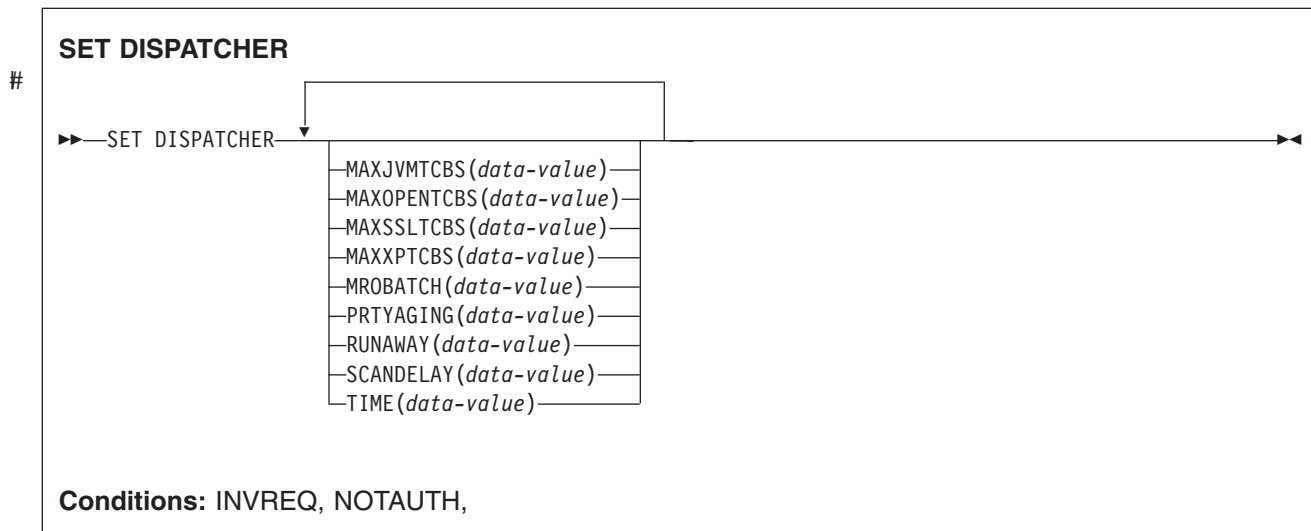 SET DISPATCHER
#
SET DISPATCHER
MAXJVMTCBS(data-value)
MAXOPENTCBS(data-value)
MAXSSLTCBS(data-value)
MAXXPTCBS(data-value)
MROBATCH(data-value)
PRTYAGING(data-value)
RUNAWAY(data-value)
SCANDELAY(data-value)
TIME(data-value)
Conditions: INVREQ, NOTAUTH,